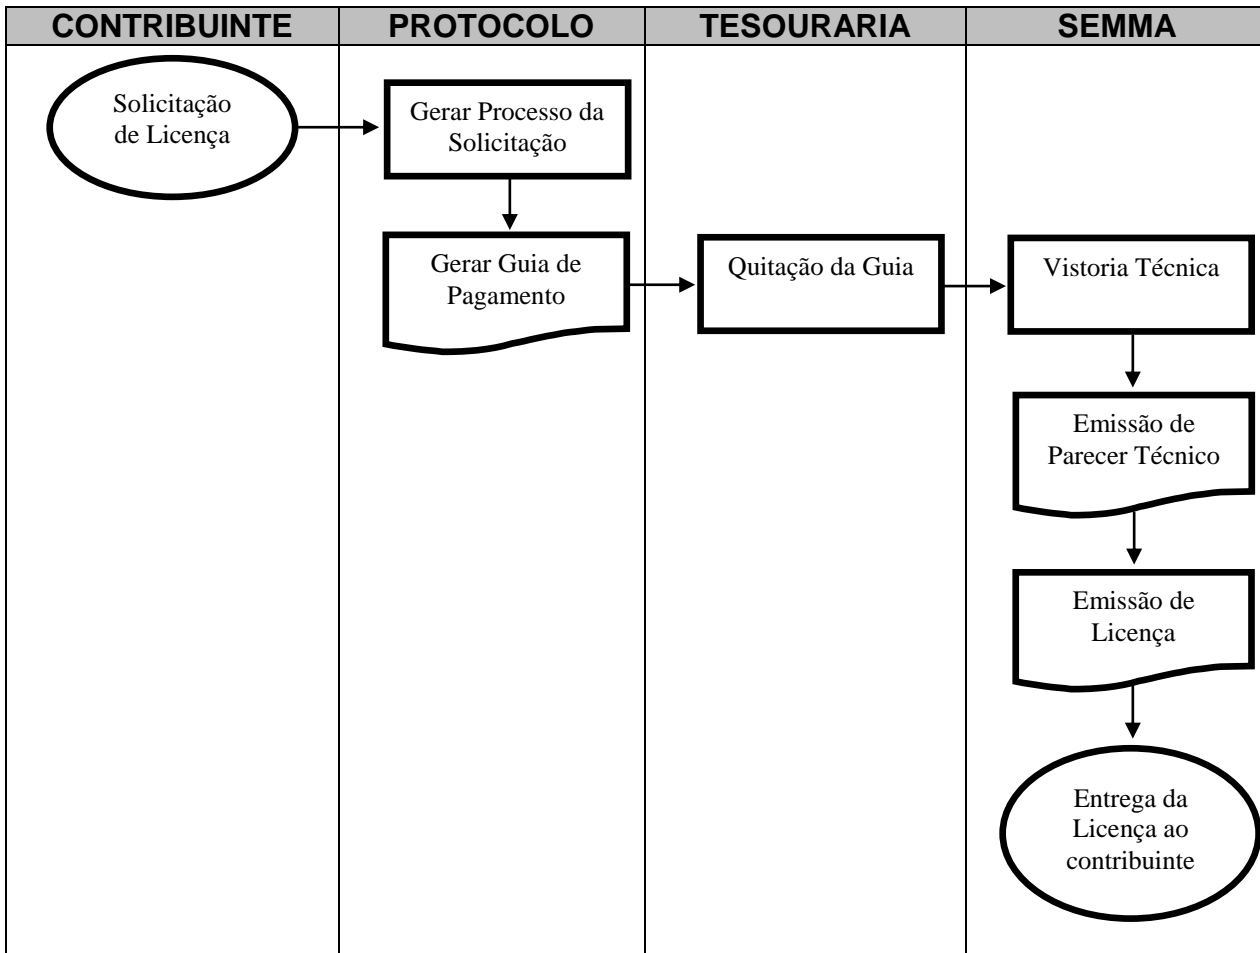 CONTRIBUINTE
PROTOCOLO
TESOURARIA
SEMMA
Solicitação
de Licença
Gerar Processo da
Solicitação
Gerar Guia de
Pagamento
Quitação da Guia
Vistoria Técnica
Emissão de
Parecer Técnico
Emissão de
Licença
Entrega da
Licença ao
contribuinte